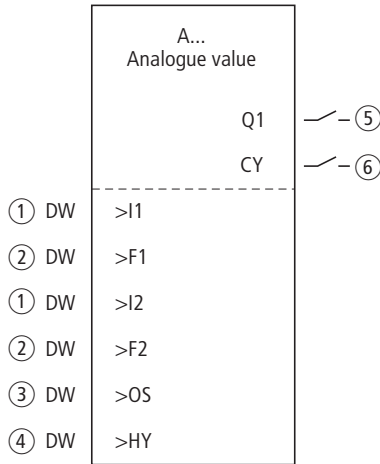 A...
Analogue value
Q1 5
CY 6
1 DW >I1
2 DW >F1
1 DW >I2
2 DW >F2
3 DW >OS
4 DW >HY